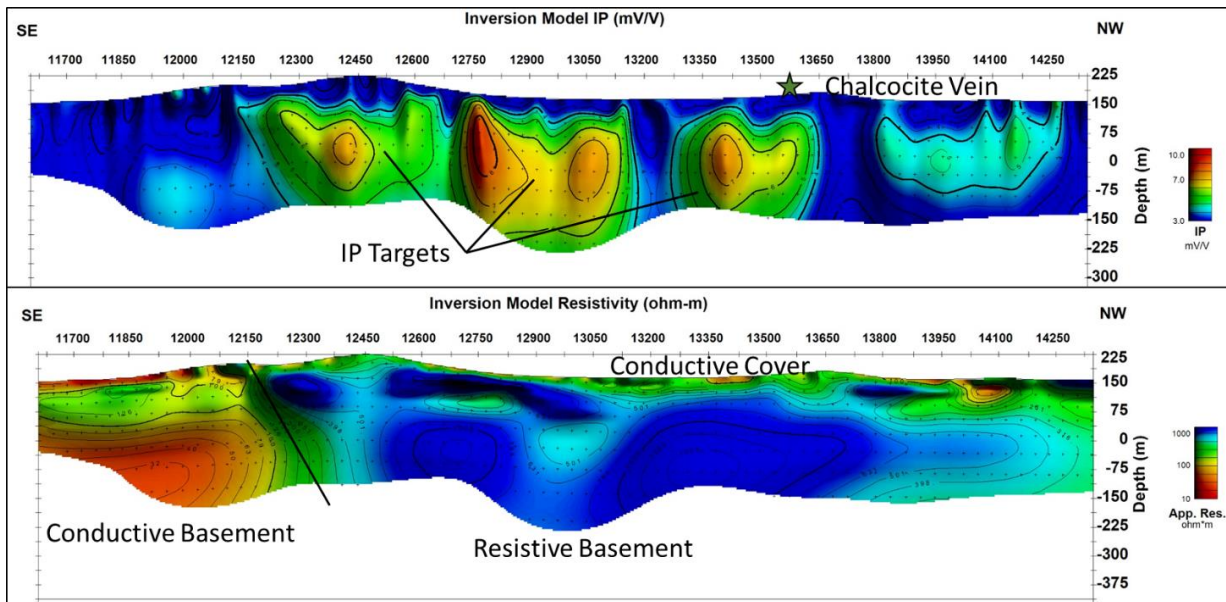 Inversion Model IP (mV/V)
SE
NW
11700 11850 12000 12150 12300 12450 12600 12750 12900 13050 13200 13350 13500 13650 13800 13950 14100 14250
Chalcocite Vein
225
150
75
0
-75
-150
-225
-300
Depth (m)
10.0
7.0
3.0
IP
mV/V
IP Targets
Inversion Model Resistivity (ohm-m)
SE
NW
11700 11850 12000 12150 12300 12450 12600 12750 12900 13050 13200 13350 13500 13650 13800 13950 14100 14250
Conductive Cover
225
150
75
0
-75
-150
-225
-300
-375
Depth (m)
1000
100
10
App. Res.
ohm*m
Conductive Basement
Resistive Basement